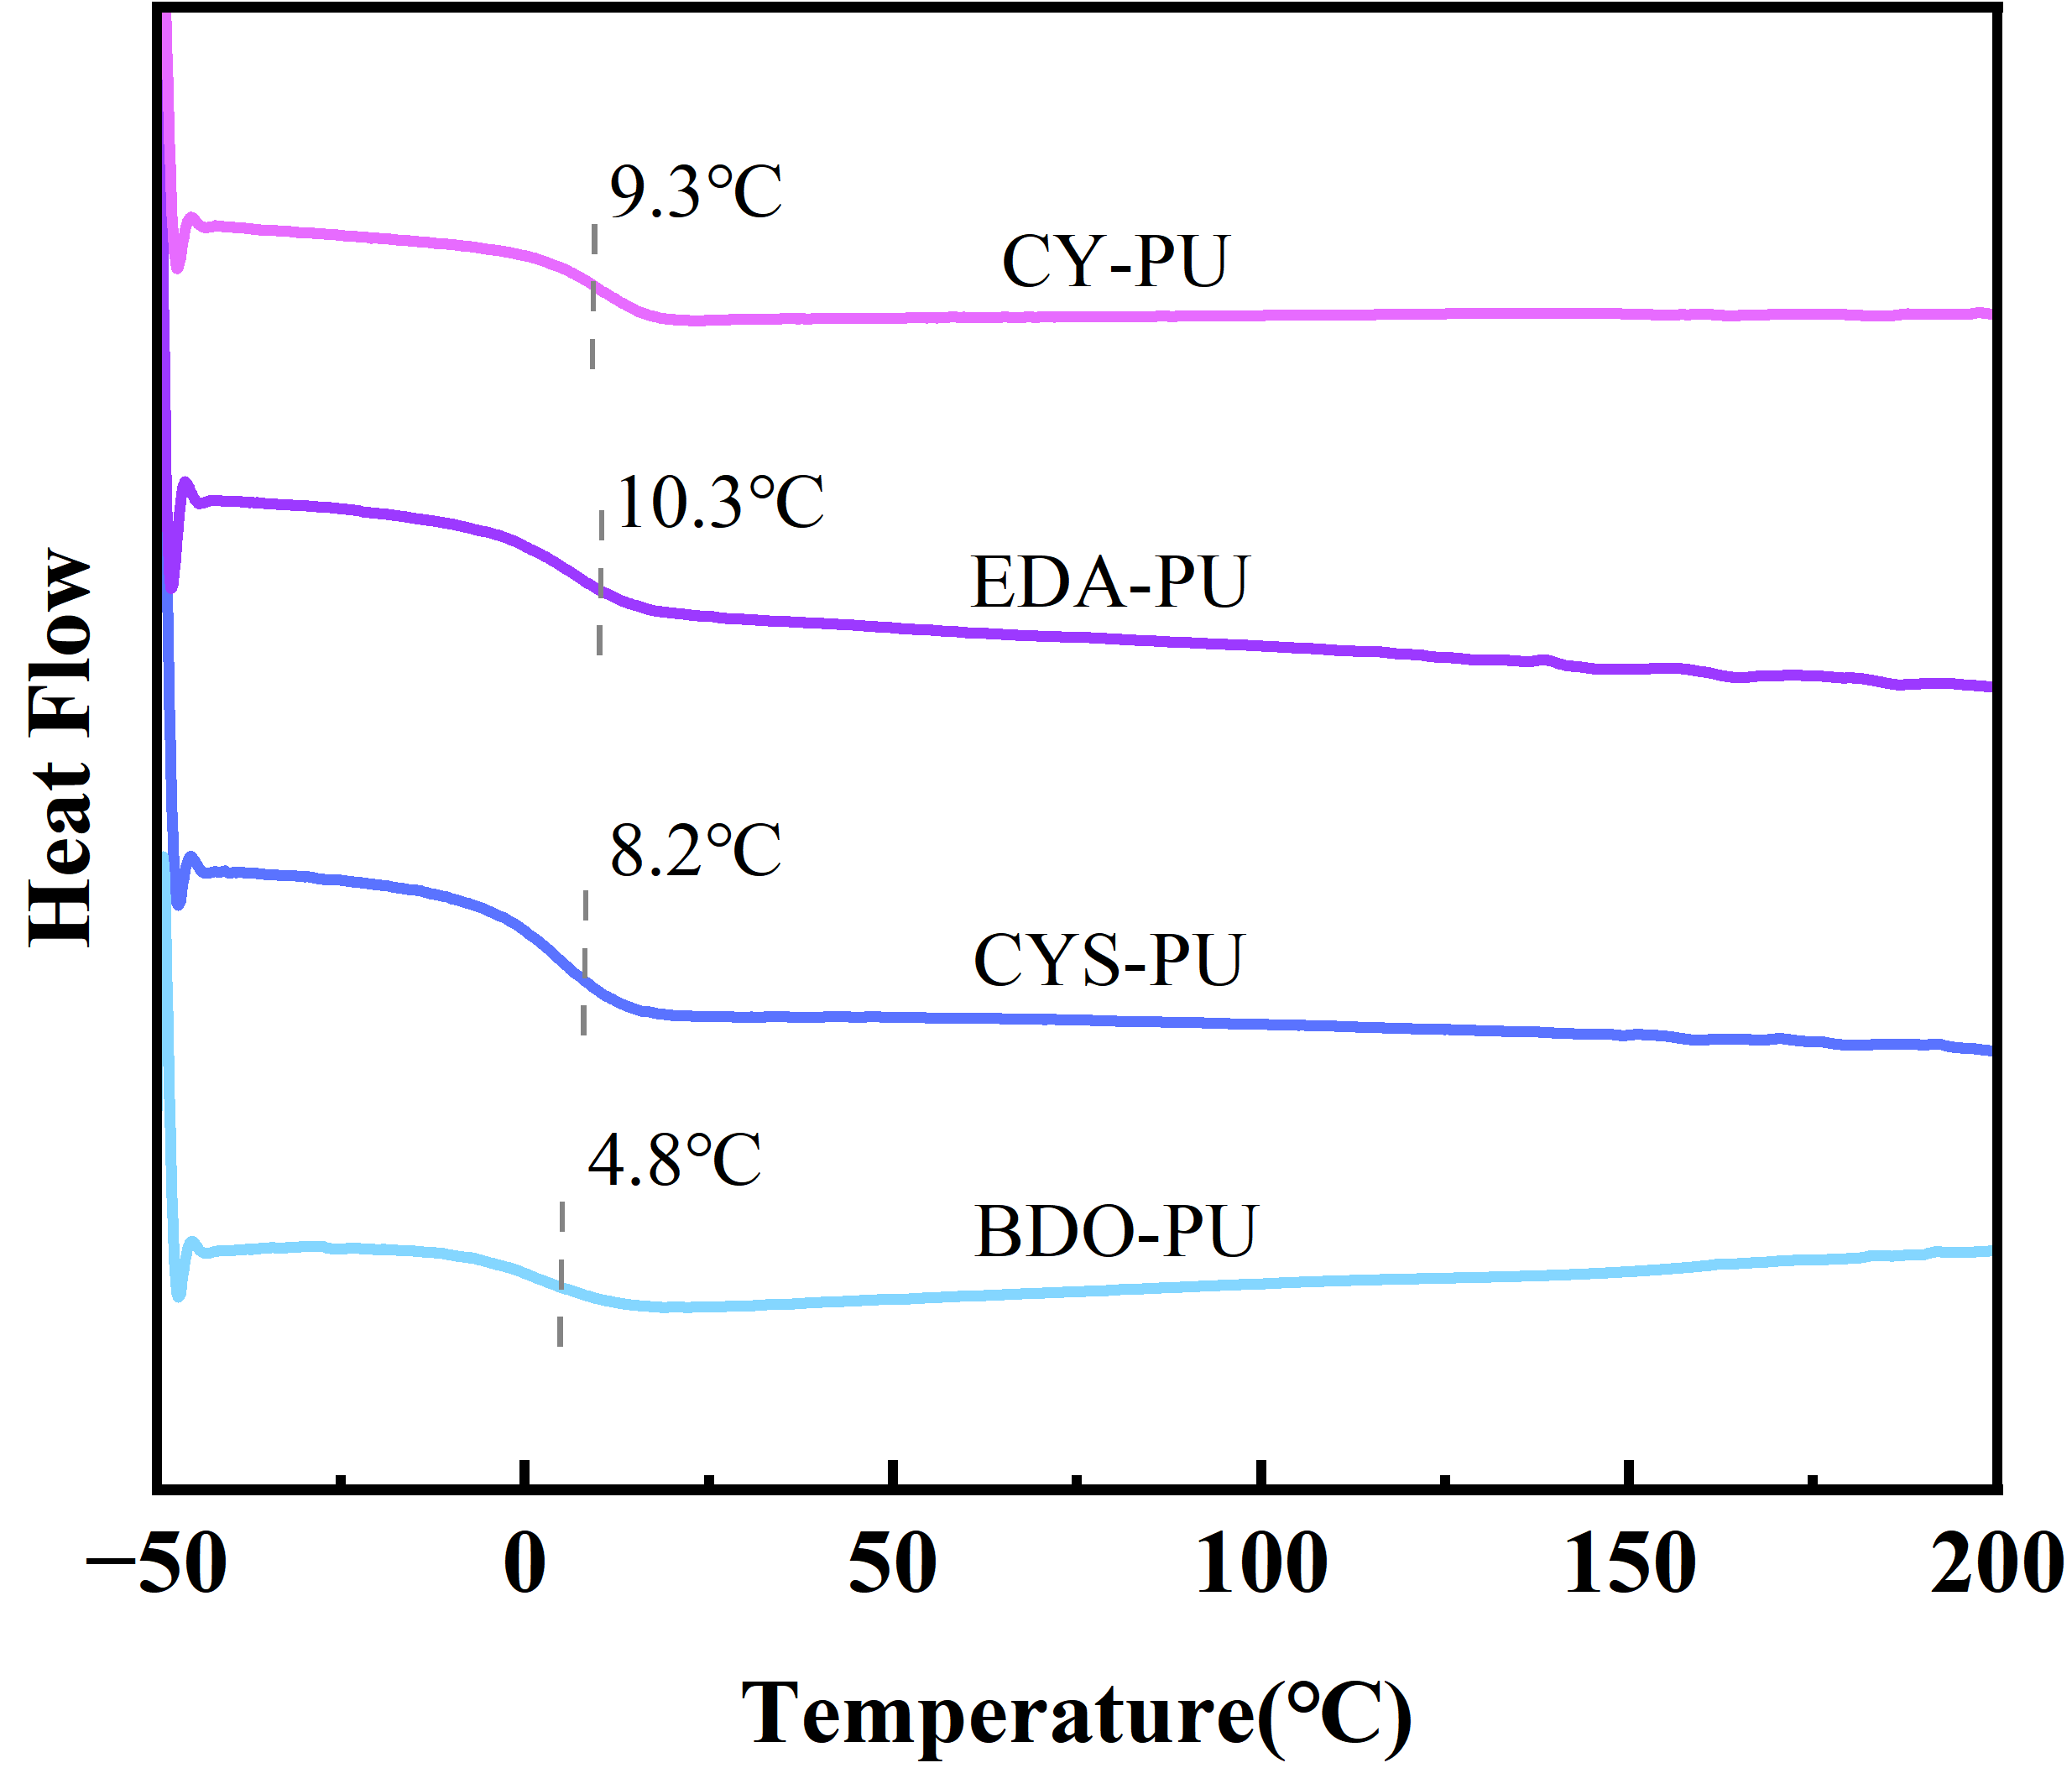 9.3℃
CY-PU
10.3℃
EDA-PU
8.2℃
CYS-PU
4.8℃
BDO-PU
Heat Flow
−50 0 50 100 150 200
Temperature(℃)